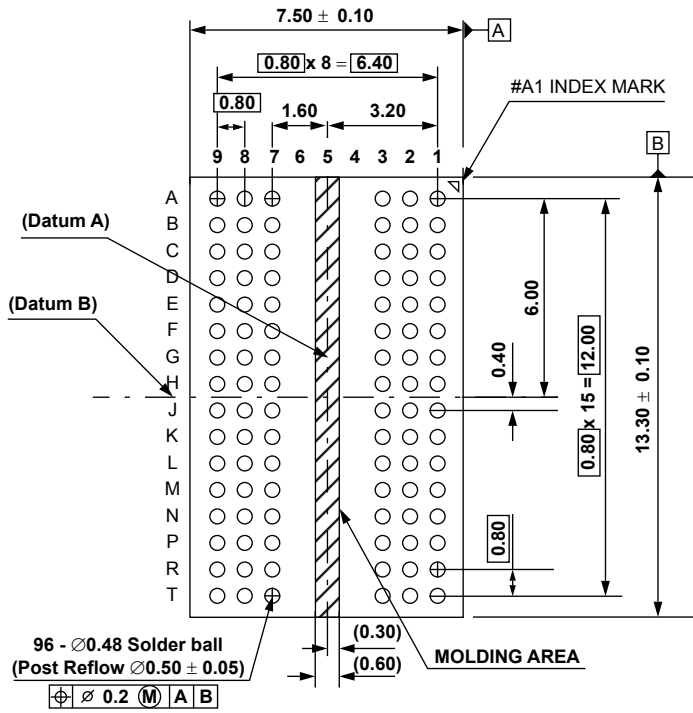 7.50 ± 0.10
A
0.80 x 8 = 6.40
#A1 INDEX MARK
0.80
1.60
3.20
B
9 8 7 6 5 4 3 2 1
A
(Datum A)
B
C
D
E
(Datum B)
F
G
H
J
K
L
M
N
P
R
T
6.00
0.40
0.80 x 15 = 12.00
13.30 ± 0.10
0.80
96 - ∅0.48 Solder ball
(Post Reflow ∅0.50 ± 0.05)
⌖ ⌀ 0.2 Ⓜ A B
(0.30)
(0.60)
MOLDING AREA